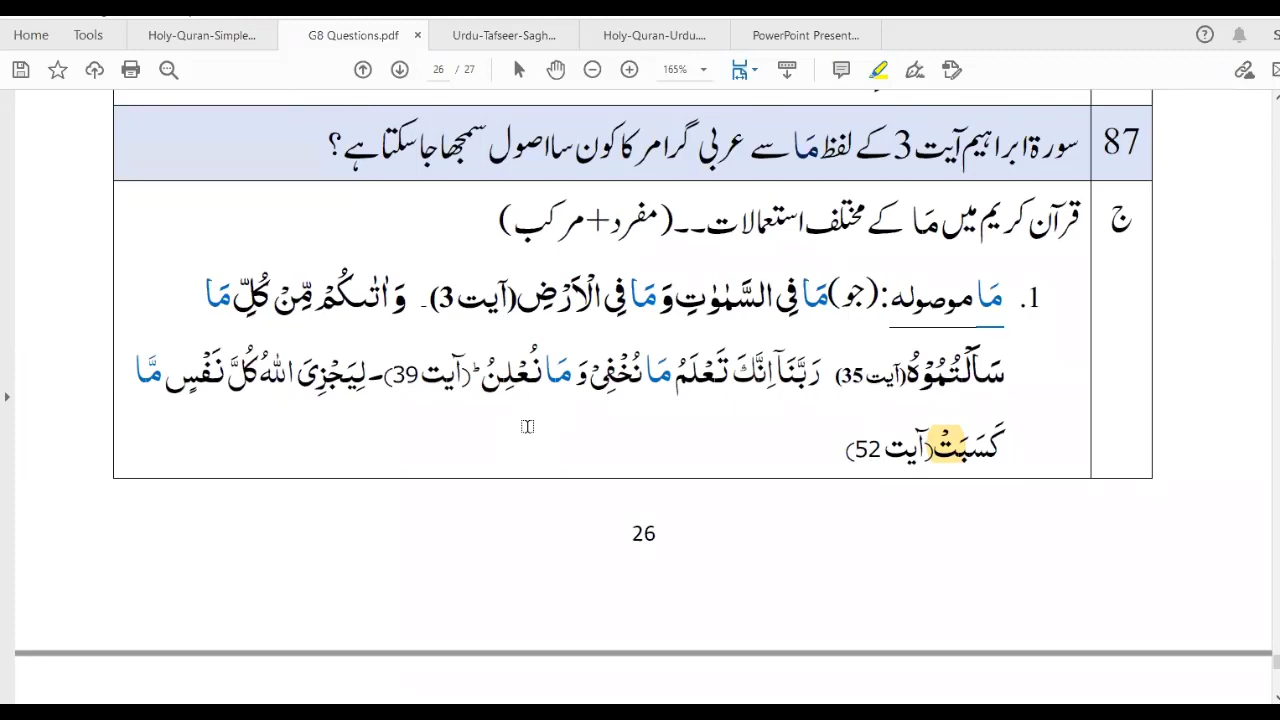 Home Tools Holy-Quran-Simple... G8 Questions.pdf × Urdu-Tafseer-Sagh... Holy-Quran-Urdu.... PowerPoint Present...
26 / 27 165%
87 سورۃ ابراہیم آیت 3 کے لفظ مَا سے عربی گرامر کا کون سا اصول سمجھا جا سکتا ہے؟
ج قرآن کریم میں مَا کے مختلف استعمالات۔۔(مفرد+مرکب)
1. مَا موصولہ:(جو)مَا فِی السَّمٰوٰتِ وَ مَا فِی الْاَرْضِ(آیت 3)۔ وَاٰتٰىكُمْ مِّنْ كُلِّ مَا
سَاَلْتُمُوْهُ(آیت 35) رَبَّنَاۤ اِنَّكَ تَعْلَمُ مَا نُخْفِیْ وَ مَا نُعْلِنُؕ(آیت 39)۔لِيَجْزِیَ اللہُ كُلَّ نَفْسٍ مَّا
كَسَبَتْ(آیت 52)
26